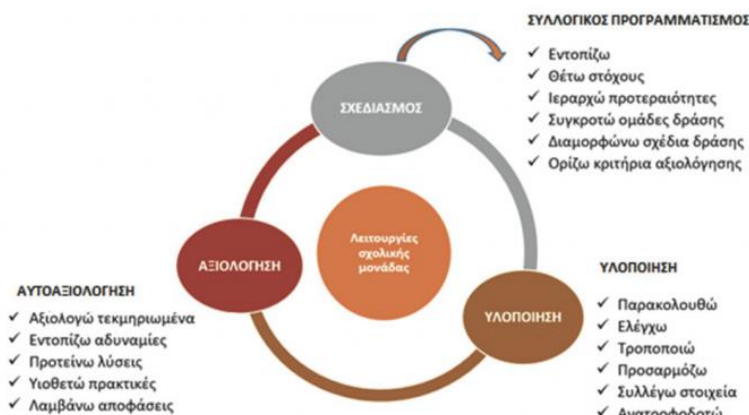 ΣΥΛΛΟΓΙΚΟΣ ΠΡΟΓΡΑΜΜΑΤΙΣΜΟΣ
✓ Εντοπίζω
✓ Θέτω στόχους
✓ Ιεραρχώ προτεραιότητες
✓ Συγκροτώ ομάδες δράσης
✓ Διαμορφώνω σχέδια δράσης
✓ Ορίζω κριτήρια αξιολόγησης
ΣΧΕΔΙΑΣΜΟΣ
Λειτουργίες
σχολικής
μονάδας
ΑΞΙΟΛΟΓΗΣΗ
ΥΛΟΠΟΙΗΣΗ
ΑΥΤΟΑΞΙΟΛΟΓΗΣΗ
✓ Αξιολογώ τεκμηριωμένα
✓ Εντοπίζω αδυναμίες
✓ Προτείνω λύσεις
✓ Υιοθετώ πρακτικές
✓ Λαμβάνω αποφάσεις
ΥΛΟΠΟΙΗΣΗ
✓ Παρακολουθώ
✓ Ελέγχω
✓ Τροποποιώ
✓ Προσαρμόζω
✓ Συλλέγω στοιχεία
✓ Ανατροφοδοτώ